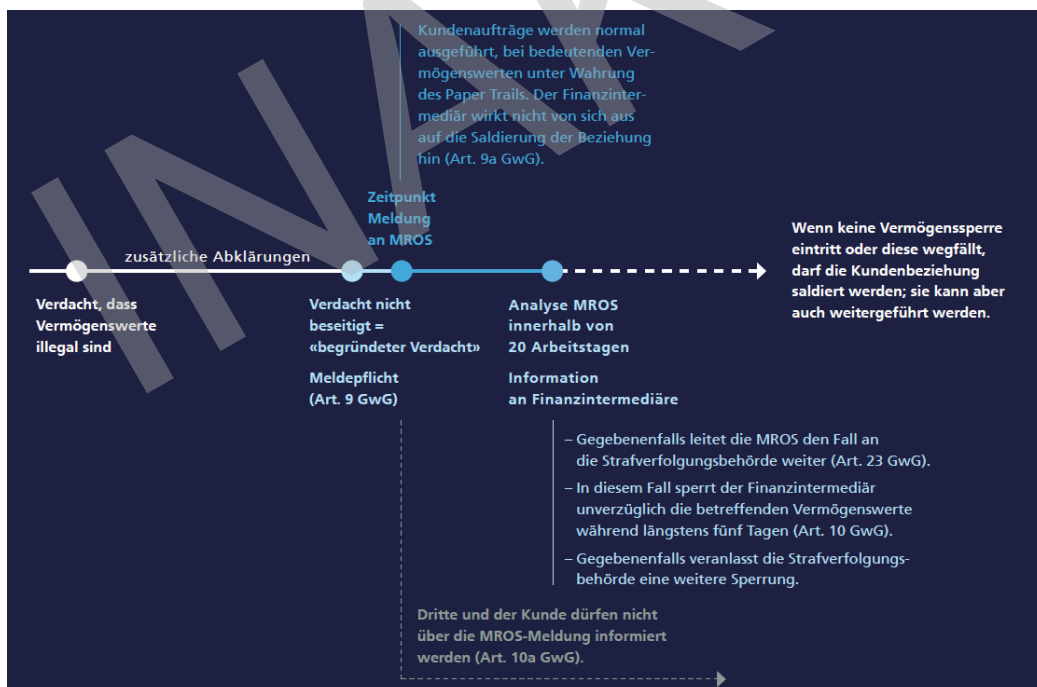 Kundenaufträge werden normal
ausgeführt, bei bedeutenden Ver-
mögenswerten unter Wahrung
des Paper Trails. Der Finanzinter-
mediär wirkt nicht von sich aus
auf die Saldierung der Beziehung
hin (Art. 9a GwG).
Zeitpunkt
Meldung
an MROS
zusätzliche Abklärungen
Verdacht, dass
Vermögenswerte
illegal sind
Verdacht nicht
beseitigt =
«begründeter Verdacht»
Meldepflicht
(Art. 9 GwG)
Analyse MROS
innerhalb von
20 Arbeitstagen
Information
an Finanzintermediäre
Wenn keine Vermögenssperre
eintritt oder diese wegfällt,
darf die Kundenbeziehung
saldiert werden; sie kann aber
auch weitergeführt werden.
– Gegebenenfalls leitet die MROS den Fall an
die Strafverfolgungsbehörde weiter (Art. 23 GwG).
– In diesem Fall sperrt der Finanzintermediär
unverzüglich die betreffenden Vermögenswerte
während längstens fünf Tagen (Art. 10 GwG).
– Gegebenenfalls veranlasst die Strafverfolgungs-
behörde eine weitere Sperrung.
Dritte und der Kunde dürfen nicht
über die MROS-Meldung informiert
werden (Art. 10a GwG).